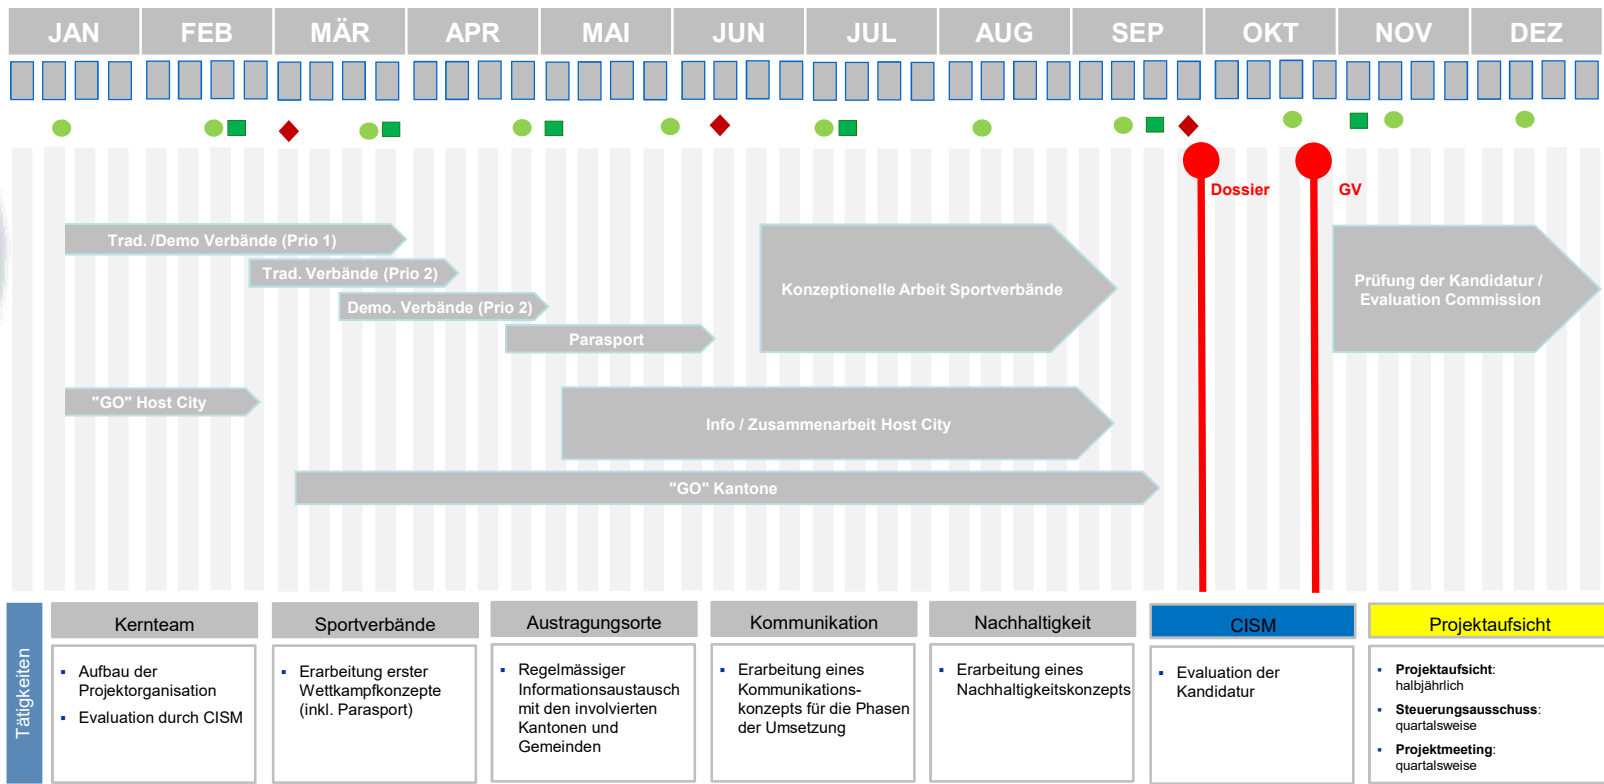 JAN FEB MÄR APR MAI JUN JUL AUG SEP OKT NOV DEZ
Dossier
GV
Trad. /Demo Verbände (Prio 1)
Trad. Verbände (Prio 2)
Demo. Verbände (Prio 2)
Parasport
Konzeptionelle Arbeit Sportverbände
Prüfung der Kandidatur /
Evaluation Commission
"GO" Host City
Info / Zusammenarbeit Host City
"GO" Kantone
Tätigkeiten
Kernteam
Aufbau der
Projektorganisation
Evaluation durch CISM
Sportverbände
Erarbeitung erster
Wettkampfkonzepte
(inkl. Parasport)
Austragungsorte
Regelmässiger
Informationsaustausch
mit den involvierten
Kantonen und
Gemeinden
Kommunikation
Erarbeitung eines
Kommunikations-
konzepts für die Phasen
der Umsetzung
Nachhaltigkeit
Erarbeitung eines
Nachhaltigkeitskonzepts
CISM
Evaluation der
Kandidatur
Projektaufsicht
Projektaufsicht:
halbjährlich
Steuerungsausschuss:
quartalsweise
Projektmeeting:
quartalsweise